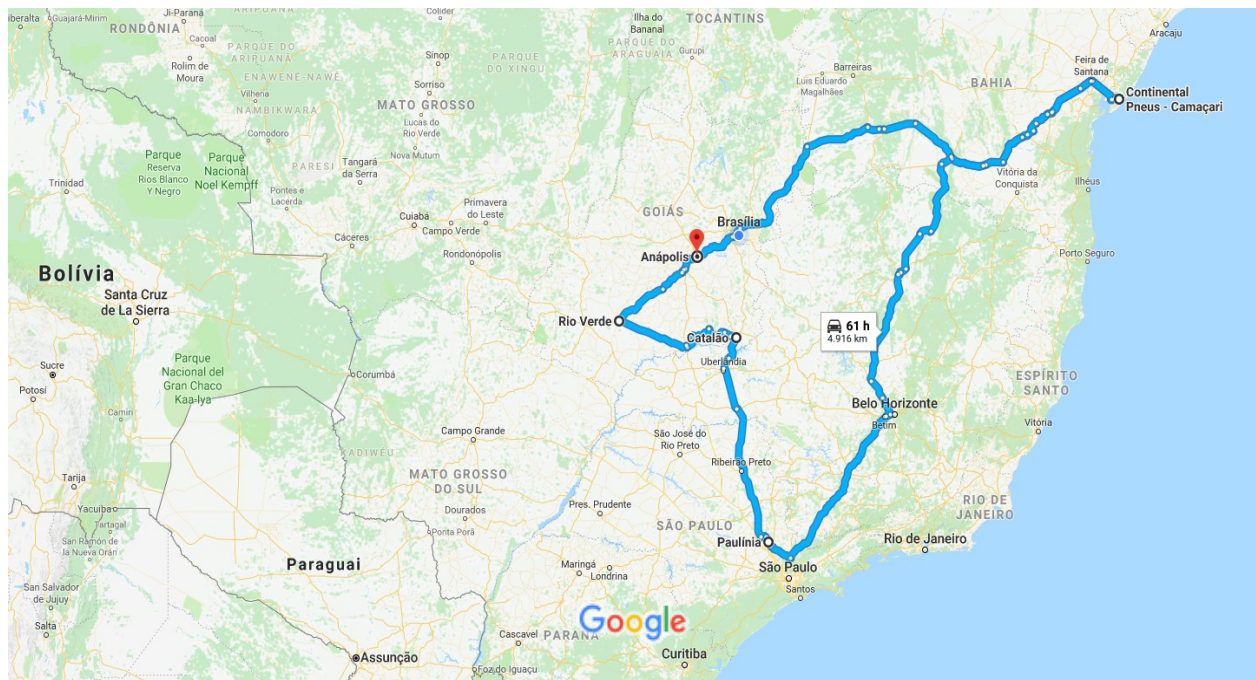 Colíder
Ilha do
Bananal
TOCANTINS
iberalta
Guajará-Mirim
Ji-Paraná
RONDÔNIA
ARIPUANA
Aracaju
Cacoal
PARQUE DO
ARIPUANÃ
Sinop
PARQUE
DO XINGU
PARQUE DO
ARAGUAIA
Gurupi
Feira de
Santana
Rolim de
Moura
ENAWENÊ-NAWÊ
Sorriso
Luis Eduardo
Magalhães
Barreiras
BAHIA
Continental
Pneus - Camaçari
Vilhena
NAMBIKWARA
MATO GROSSO
Lucas do
Rio Verde
Comodoro
Nova Mutum
Parque
Reserva
Rios Blanco
Y Negro
Parque
Nacional
Noel Kempff
PARESI
Tangará
da Serra
Trinidad
Pontes e
Lacerda
Vitória da
Conquista
Ilhéus
Cuiabá
Primavera
do Leste
Campo Verde
GOIÁS
Brasília
Cáceres
Rondonópolis
Anápolis
Porto Seguro
Bolívia
Santa Cruz
de La Sierra
Rio Verde
Catalão
61 h
4.916 km
Uberlândia
Sucre
Parque
Nacional del
Gran Chaco
Kaa-Iya
Corumbá
ESPÍRITO
SANTO
Potosí
Camiri
Belo Horizonte
Betim
Vitória
Campo Grande
São José do
Rio Preto
KADIWÉU
Ribeirão Preto
MATO GROSSO
DO SUL
Tarija
Yacuiba
Dourados
Pres. Prudente
RIO DE
JANEIRO
Tartagal
San Ramón de
la Nueva Orán
Ponta Porã
SÃO PAULO
Paulínia
Rio de Janeiro
Paraguai
Maringá
Londrina
São Paulo
Santos
San Salvador
de Jujuy
Google
Salta
Cascavel
PARANÁ
Assunção
Foz do Iguaçu
Curitiba